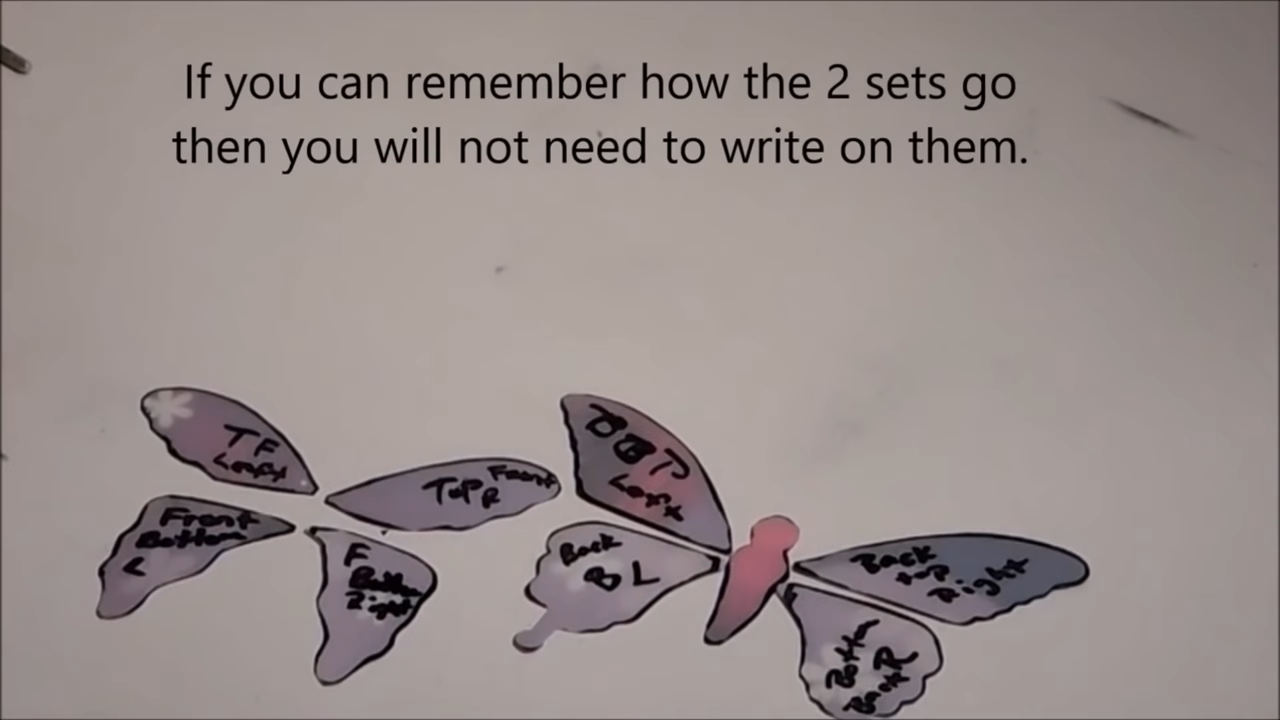 If you can remember how the 2 sets go
then you will not need to write on them.
TF
Left
Front
TOP R
Front
Bottom
L
F
Bottom
Right
Left
Back
B L
Back
TOP
Right
Bottom
Back R